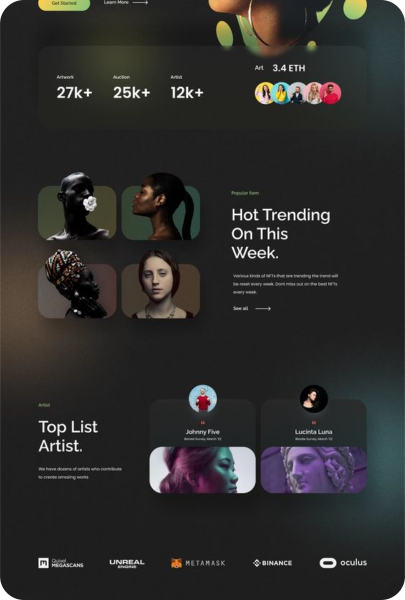 Get Started
Learn More
Artwork
27k+
Auction
25k+
Artist
12k+
Art 3.4 ETH
Popular Item
Hot Trending
On This
Week.
Various kinds of NFTs that are trending the trend will
be reset every week. Dont miss out on the best NFTs
every week.
See all
Artist
Top List
Artist.
We have dozens of artists who contribute
to create amazing works
Johnny Five
Lucinta Luna
Quixel
MEGASCANS
UNREAL
ENGINE
METAMASK
BINANCE
oculus